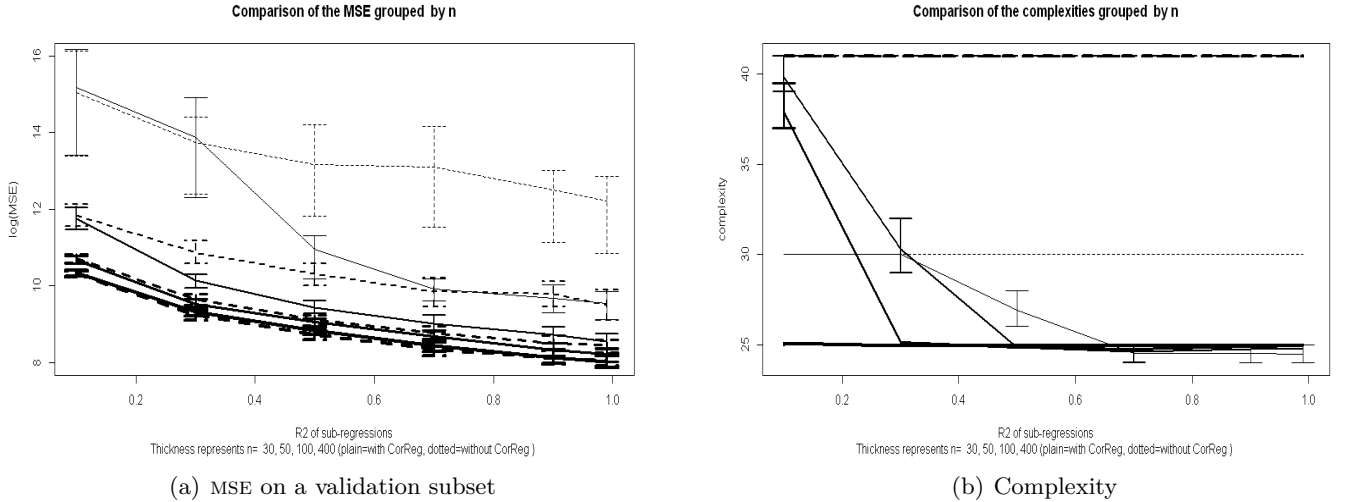 Comparison of the MSE grouped by n
log(MSE)
16
14
12
10
8
0.2
0.4
0.6
0.8
1.0
R2 of sub-regressions
Thickness represents n= 30, 50, 100, 400 (plain=with CorReg, dotted=without CorReg )
(a) MSE on a validation subset
Comparison of the complexities grouped by n
complexity
40
35
30
25
0.2
0.4
0.6
0.8
1.0
R2 of sub-regressions
Thickness represents n= 30, 50, 100, 400 (plain=with CorReg, dotted=without CorReg )
(b) Complexity